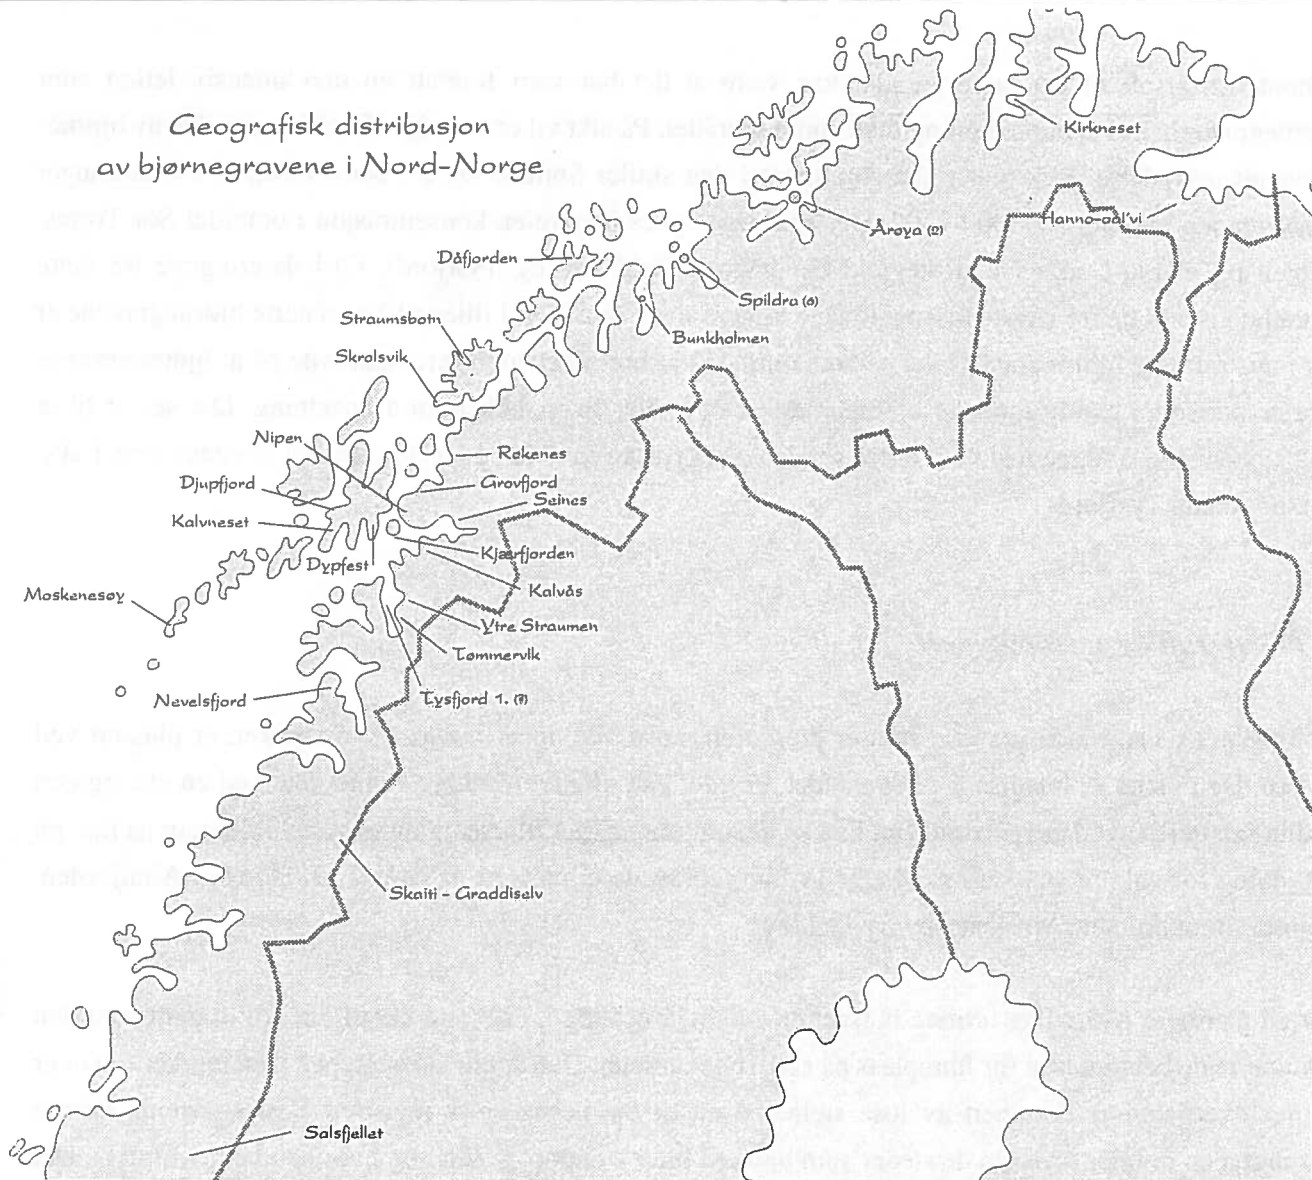 Geografisk distribusjon
av bjørnegravene i Nord-Norge
Kirkneset
Hanno-oal'vi
Årøya (2)
Dåfjorden
Spildra (6)
Straumsbotn
Bunkholmen
Skrolsvik
Nipen
Røkenes
Djupfjord
Grovfjord
Seines
Kalvneset
Kjærfjorden
Dypfest
Kalvås
Moskenesøy
Ytre Straumen
Tømmervik
Nevelsfjord
Tysfjord 1. (?)
Skaiti - Graddiselv
Salsfjellet